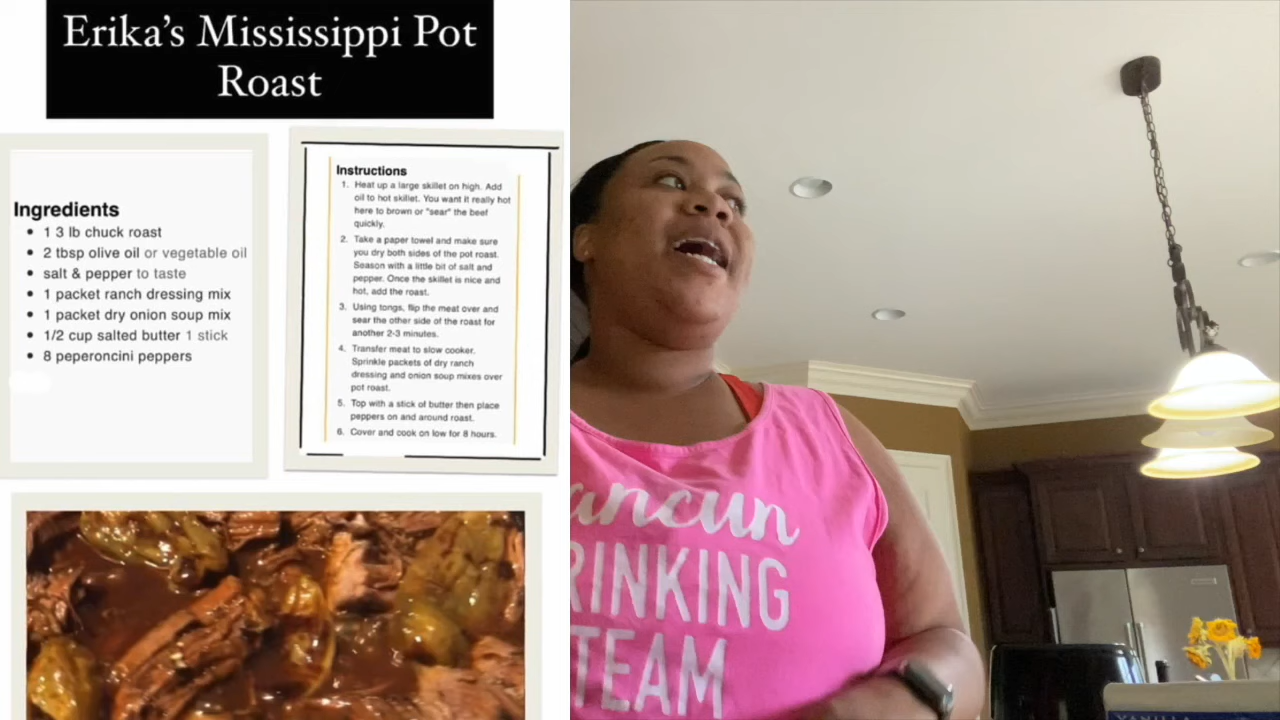 Erika's Mississippi Pot
Roast
Ingredients
• 1 3 lb chuck roast
• 2 tbsp olive oil or vegetable oil
• salt & pepper to taste
• 1 packet ranch dressing mix
• 1 packet dry onion soup mix
• 1/2 cup salted butter 1 stick
• 8 peperoncini peppers
Instructions
1. Heat up a large skillet on high. Add
oil to hot skillet. You want it really hot
here to brown or "sear" the beef
quickly.
2. Take a paper towel and make sure
you dry both sides of the pot roast.
Season with a little bit of salt and
pepper. Once the skillet is nice and
hot, add the roast.
3. Using tongs, flip the meat over and
sear the other side of the roast for
another 2-3 minutes.
4. Transfer meat to slow cooker.
Sprinkle packets of dry ranch
dressing and onion soup mixes over
pot roast.
5. Top with a stick of butter then place
peppers on and around roast.
6. Cover and cook on low for 8 hours.
ancun
RINKING
TEAM